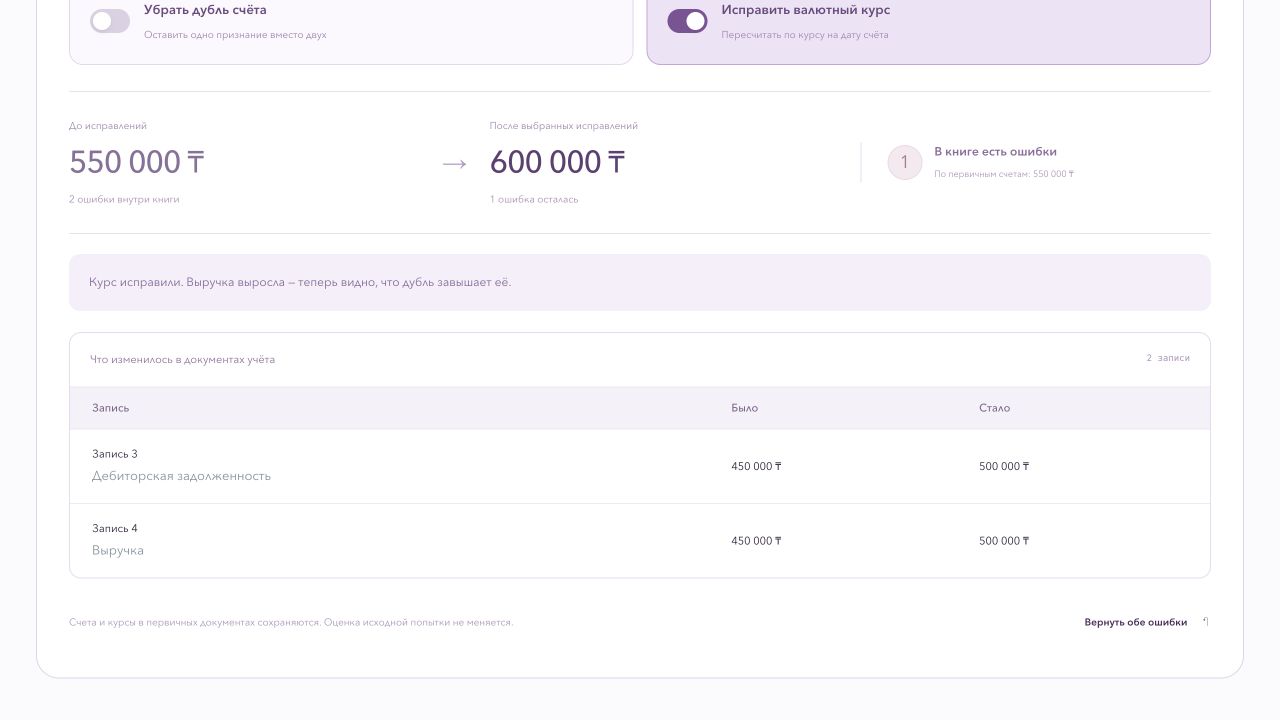 Убрать дубль счёта
Оставить одно признание вместо двух
Исправить валютный курс
Пересчитать по курсу на дату счёта
До исправлений
550 000 ₸
2 ошибки внутри книги
→
После выбранных исправлений
600 000 ₸
1 ошибка осталась
1
В книге есть ошибки
По первичным счетам: 550 000 ₸
Курс исправили. Выручка выросла — теперь видно, что дубль завышает её.
Что изменилось в документах учёта
2 записи
Запись Было Стало
Запись 3
Дебиторская задолженность
450 000 ₸ 500 000 ₸
Запись 4
Выручка
450 000 ₸ 500 000 ₸
Счета и курсы в первичных документах сохраняются. Оценка исходной попытки не меняется.
Вернуть обе ошибки